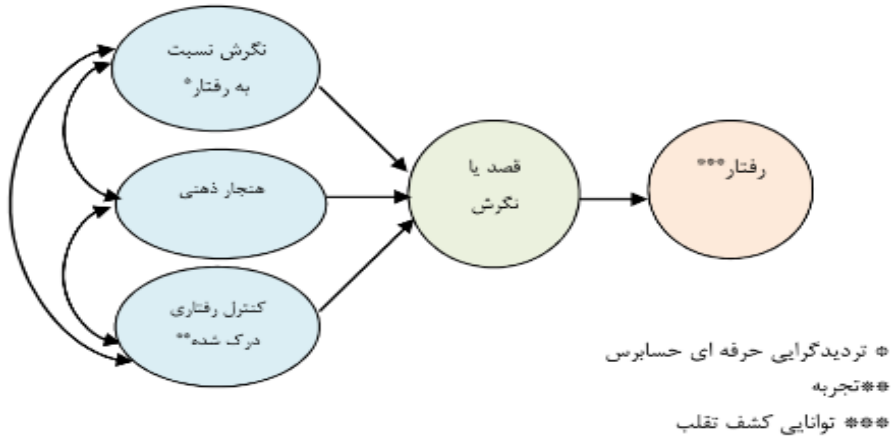 نگرش نسبت
به رفتار*
هنجار ذهنی
کنترل رفتاری
درک شده**
قصد یا
نگرش
رفتار***
* تردیدگرایی حرفه ای حسابرس
**تجربه
*** توانایی کشف تقلب